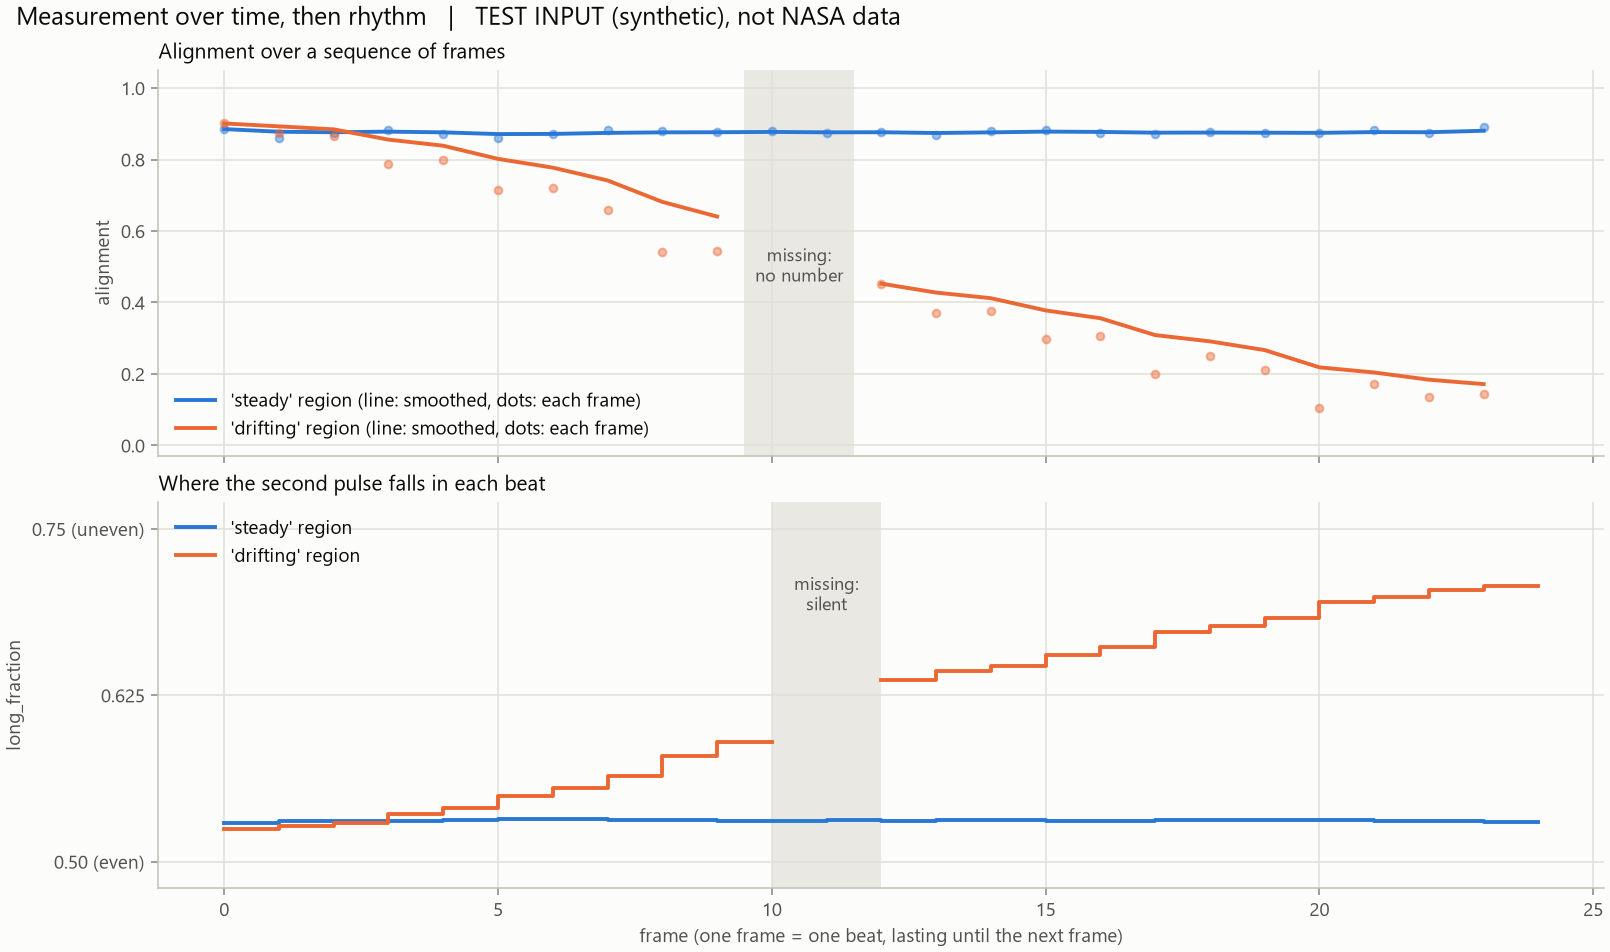 Measurement over time, then rhythm | TEST INPUT (synthetic), not NASA data
Alignment over a sequence of frames
1.0
0.8
0.6
0.4
0.2
0.0
alignment
missing:
no number
'steady' region (line: smoothed, dots: each frame)
'drifting' region (line: smoothed, dots: each frame)
Where the second pulse falls in each beat
0.75 (uneven)
0.625
0.50 (even)
long_fraction
'steady' region
'drifting' region
missing:
silent
0 5 10 15 20 25
frame (one frame = one beat, lasting until the next frame)